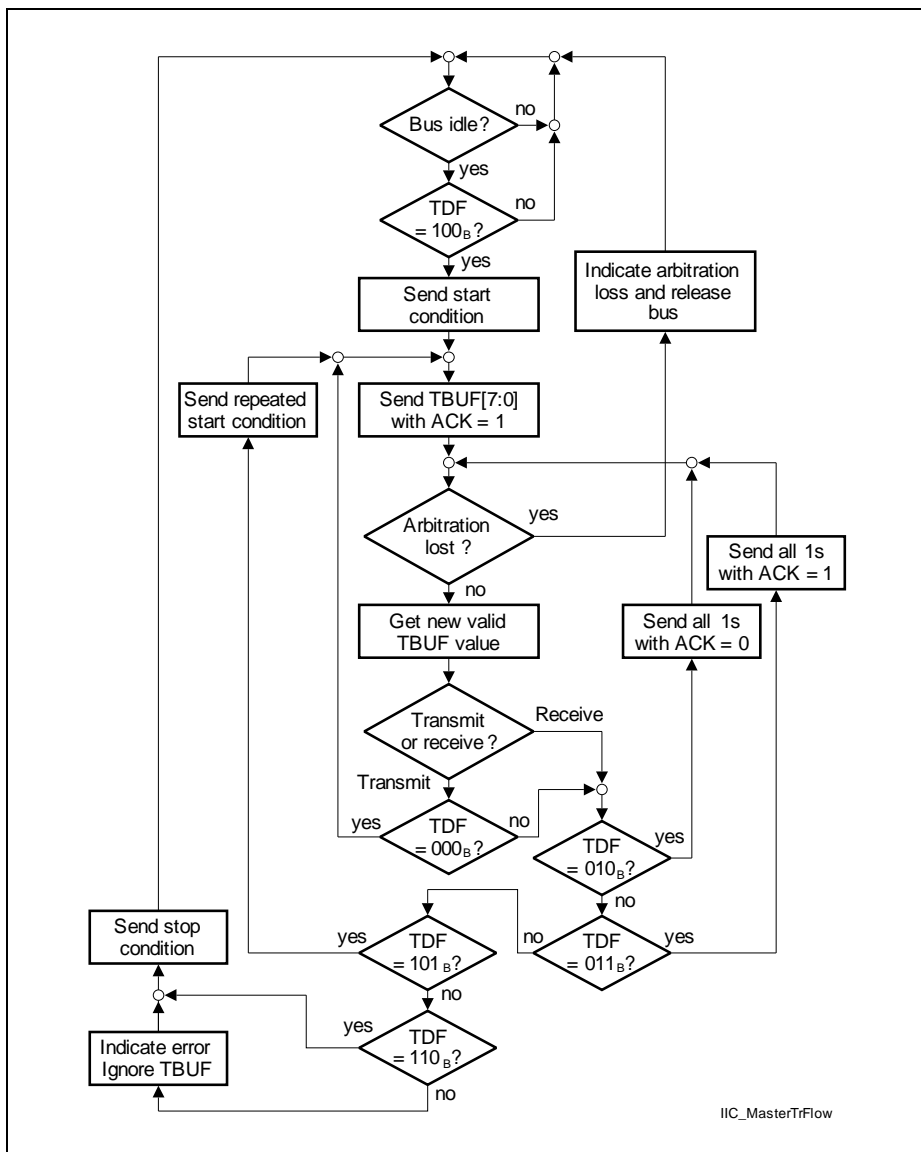 Bus idle?
no
yes
TDF
= 100B?
no
yes
Send start
condition
Indicate arbitration
loss and release
bus
Send repeated
start condition
Send TBUF[7:0]
with ACK = 1
Arbitration
lost ?
yes
no
Send all 1s
with ACK = 1
Get new valid
TBUF value
Send all 1s
with ACK = 0
Transmit
or receive ?
Receive
Transmit
TDF
= 000B?
yes
no
TDF
= 010B?
yes
no
Send stop
condition
TDF
= 101B?
yes
no
TDF
= 011B?
no
yes
Indicate error
Ignore TBUF
TDF
= 110B?
yes
no
IIC_MasterTrFlow